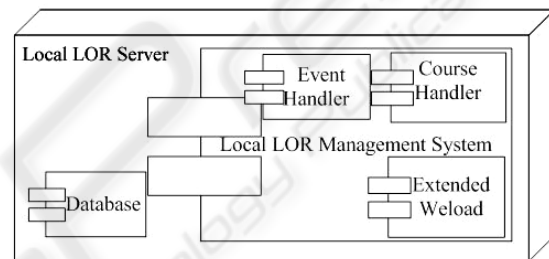 Local LOR Server
Event
Handler
Course
Handler
Local LOR Management System
Database
Extended
Weload